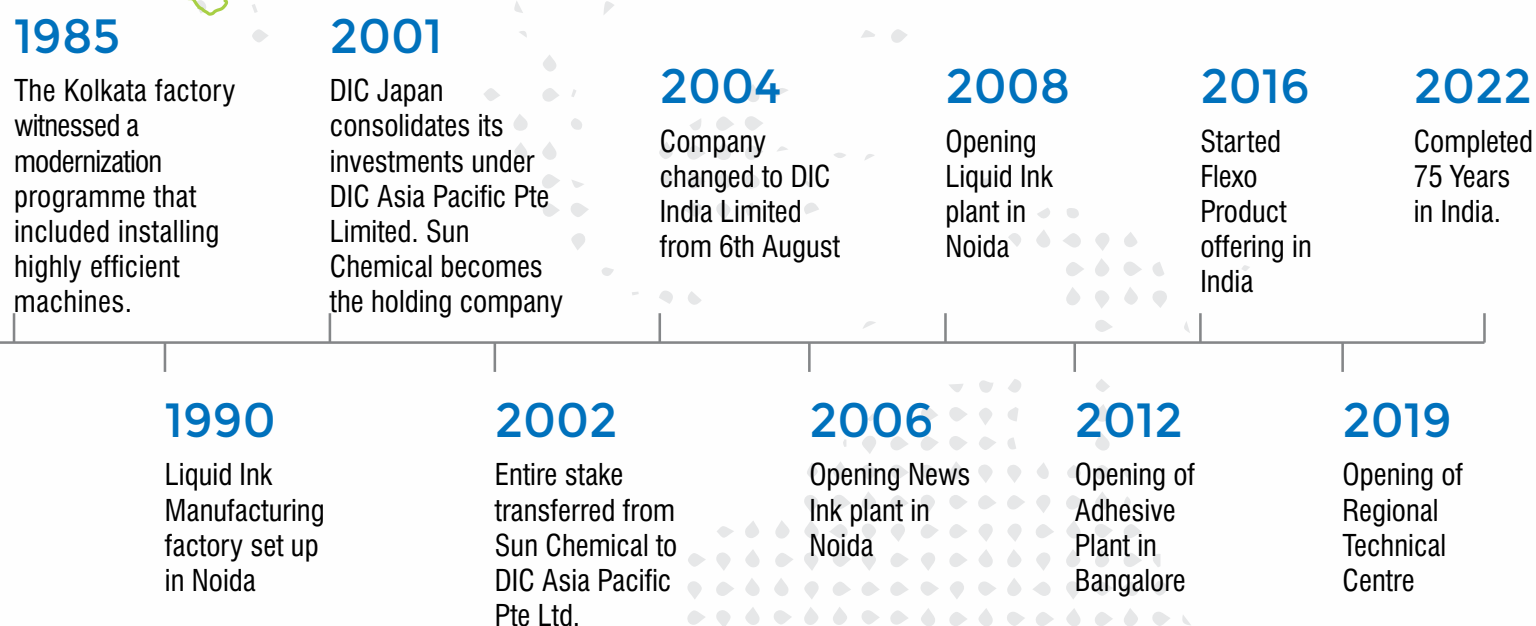 1985
The Kolkata factory
witnessed a
modernization
programme that
included installing
highly efficient
machines.
2001
DIC Japan
consolidates its
investments under
DIC Asia Pacific Pte
Limited. Sun
Chemical becomes
the holding company
2004
Company
changed to DIC
India Limited
from 6th August
2008
Opening
Liquid Ink
plant in
Noida
2016
Started
Flexo
Product
offering in
India
2022
Completed
75 Years
in India.
1990
Liquid Ink
Manufacturing
factory set up
in Noida
2002
Entire stake
transferred from
Sun Chemical to
DIC Asia Pacific
Pte Ltd.
2006
Opening News
Ink plant in
Noida
2012
Opening of
Adhesive
Plant in
Bangalore
2019
Opening of
Regional
Technical
Centre